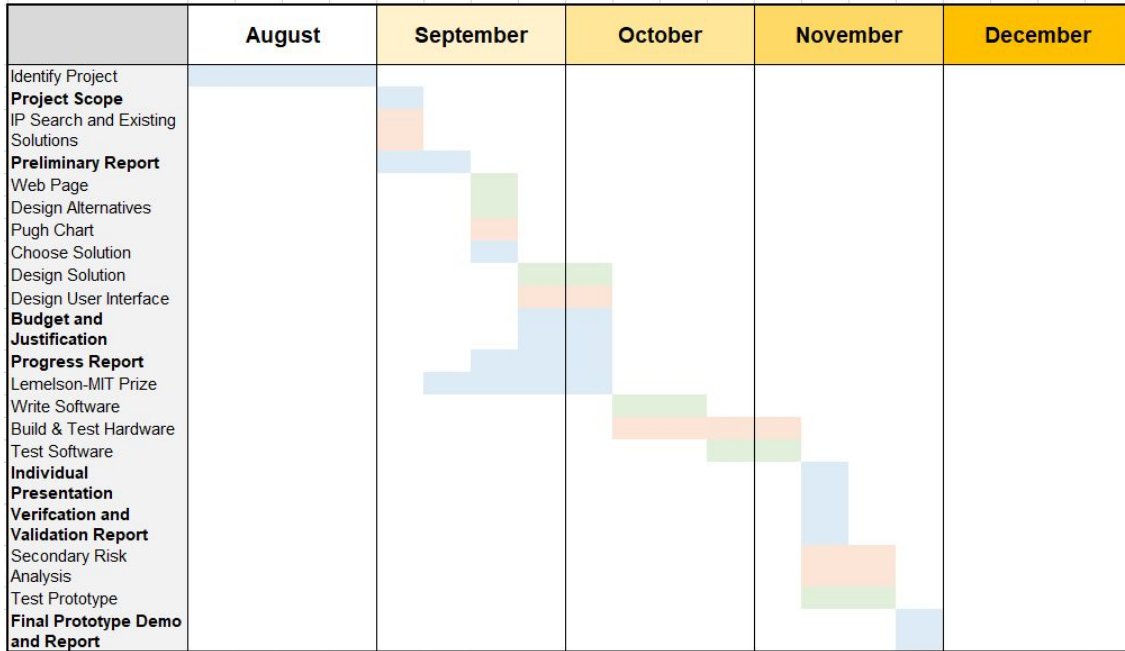 August September October November December
Identify Project
Project Scope
IP Search and Existing
Solutions
Preliminary Report
Web Page
Design Alternatives
Pugh Chart
Choose Solution
Design Solution
Design User Interface
Budget and
Justification
Progress Report
Lemelson-MIT Prize
Write Software
Build & Test Hardware
Test Software
Individual
Presentation
Verifcation and
Validation Report
Secondary Risk
Analysis
Test Prototype
Final Prototype Demo
and Report